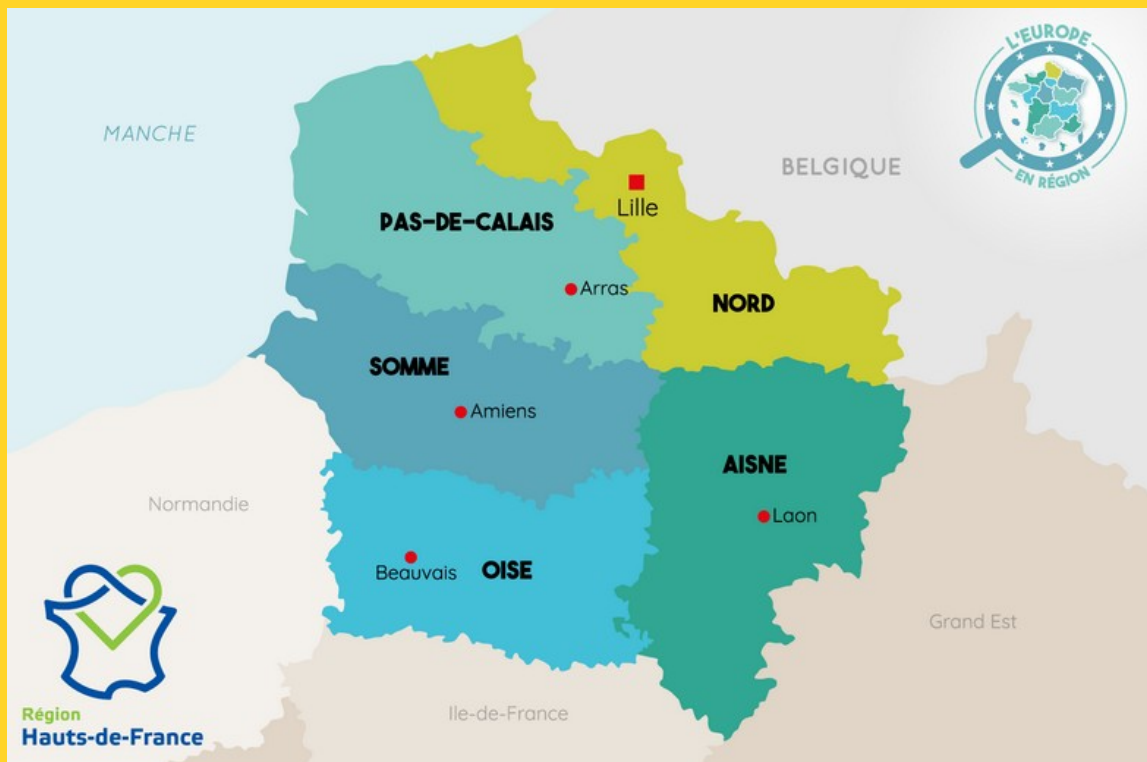 L'EUROPE
EN RÉGION
MANCHE
BELGIQUE
PAS-DE-CALAIS
Lille
Arras
NORD
SOMME
Amiens
AISNE
Normandie
Laon
Beauvais
OISE
Grand Est
Ile-de-France
Région
Hauts-de-France